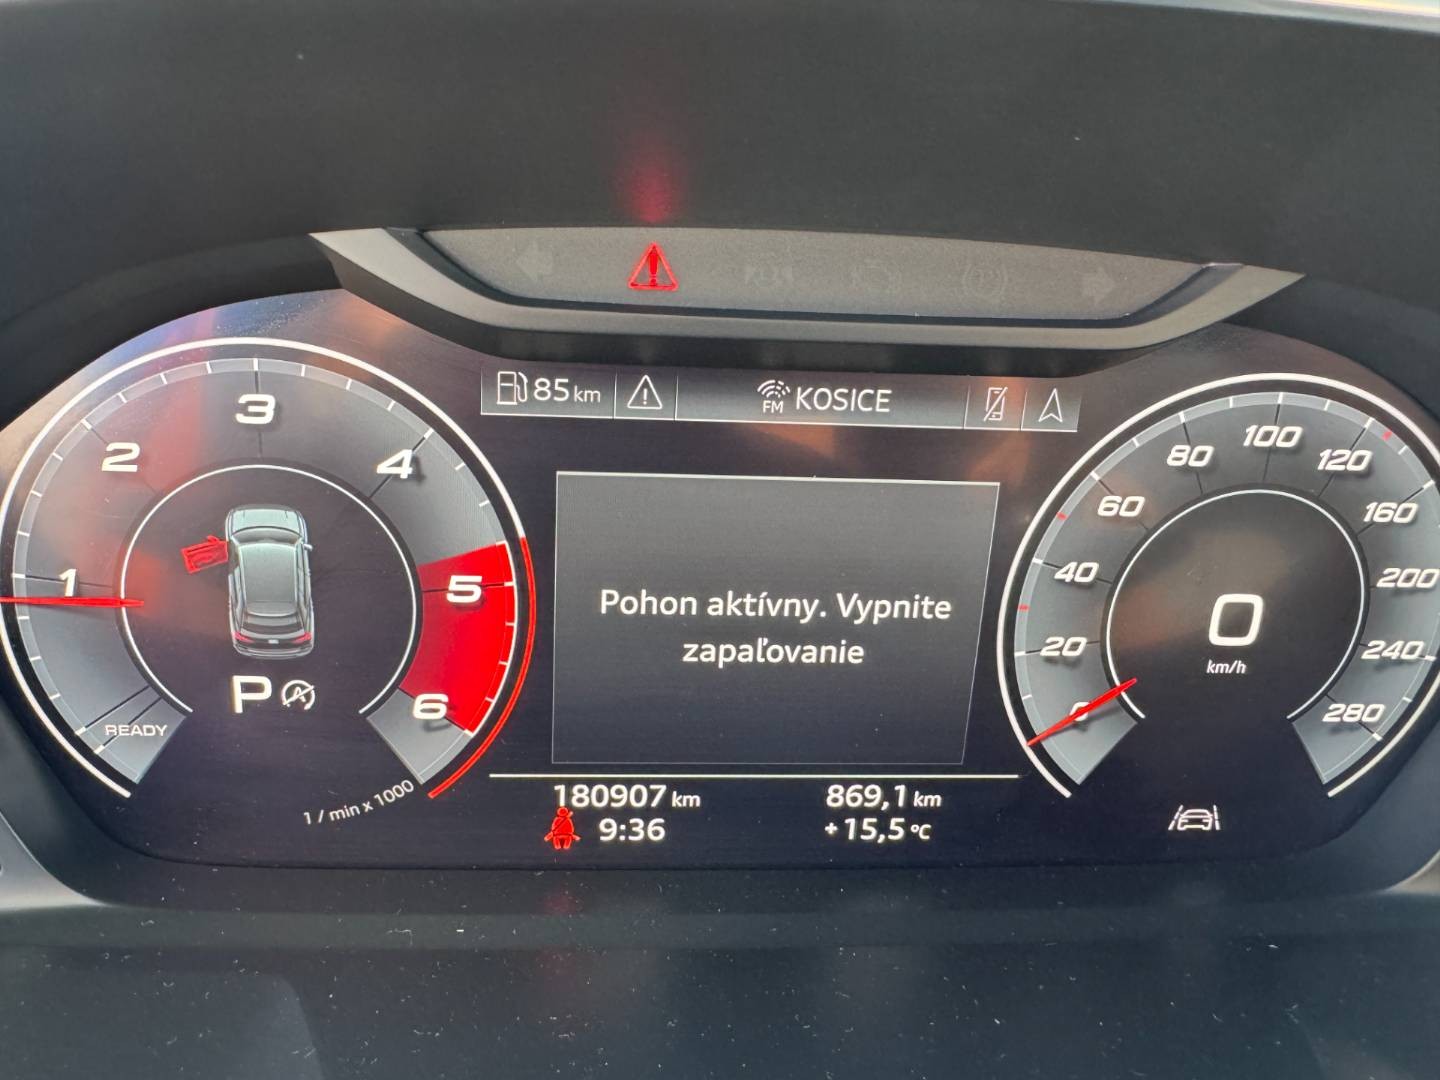 85 km
FM KOSICE
1
2
3
4
5
6
READY
1 / min x 1000
P
A
Pohon aktívny. Vypnite
zapaľovanie
180907 km
869,1 km
9:36
+15,5 °C
0
20
40
60
80
100
120
160
200
240
280
0
km/h